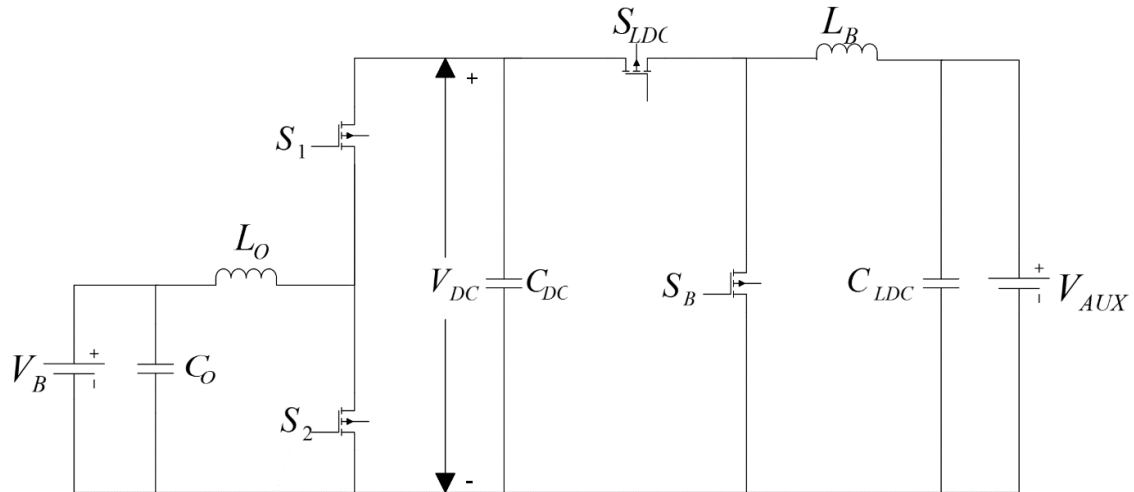 S_LDC
L_B
+
S_1
L_O
V_DC
C_DC
S_B
C_LDC
+
-
V_AUX
V_B
+
-
C_O
S_2
-